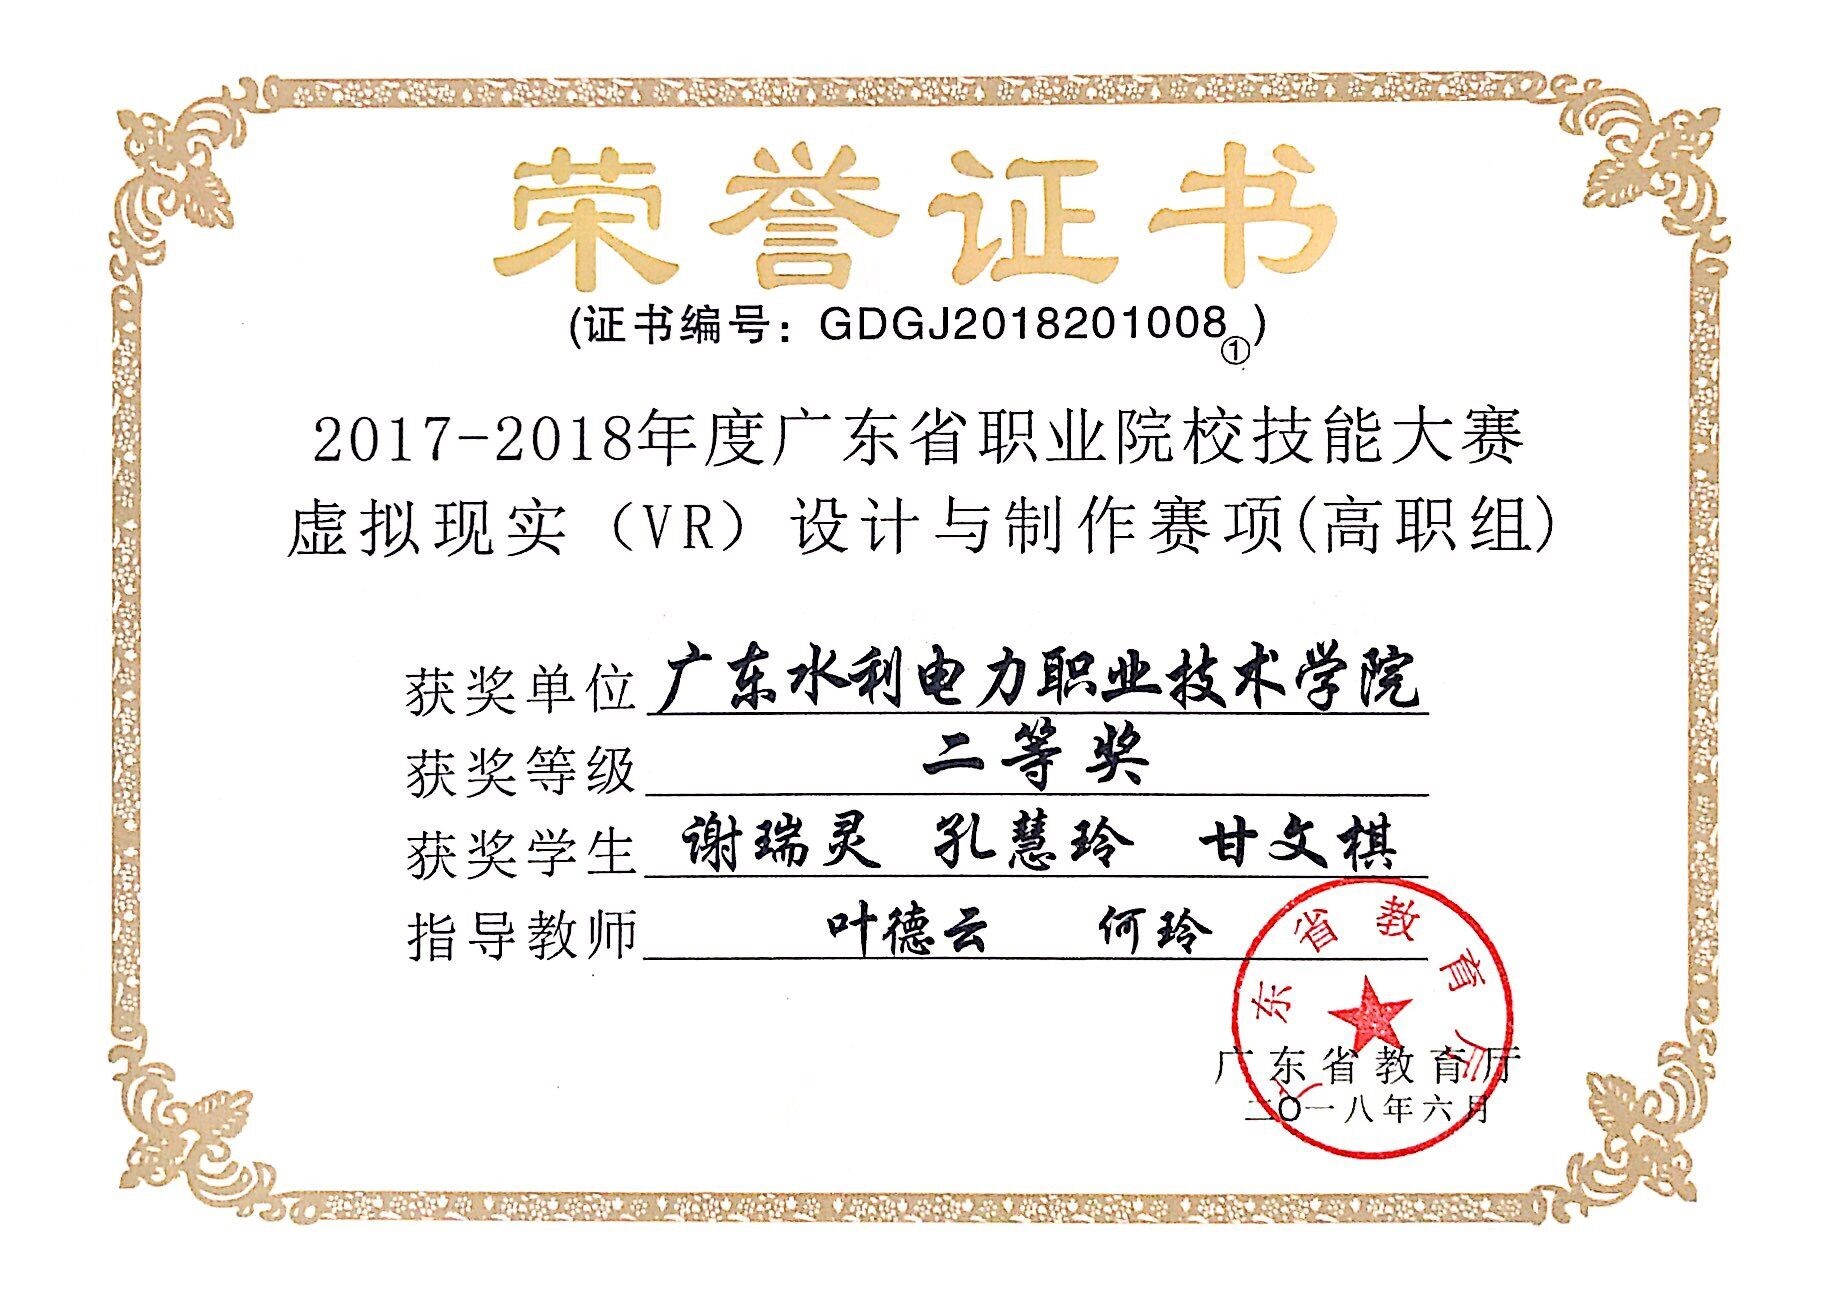 荣誉证书
(证书编号：GDGJ2018201008①)
2017-2018年度广东省职业院校技能大赛
虚拟现实（VR）设计与制作赛项(高职组)
获奖单位 广东水利电力职业技术学院
获奖等级 二等奖
获奖学生 谢瑞灵 孔慧玲 甘文棋
指导教师 叶德云 何玲
广东省教育厅
广东省教育厅
二〇一八年六月